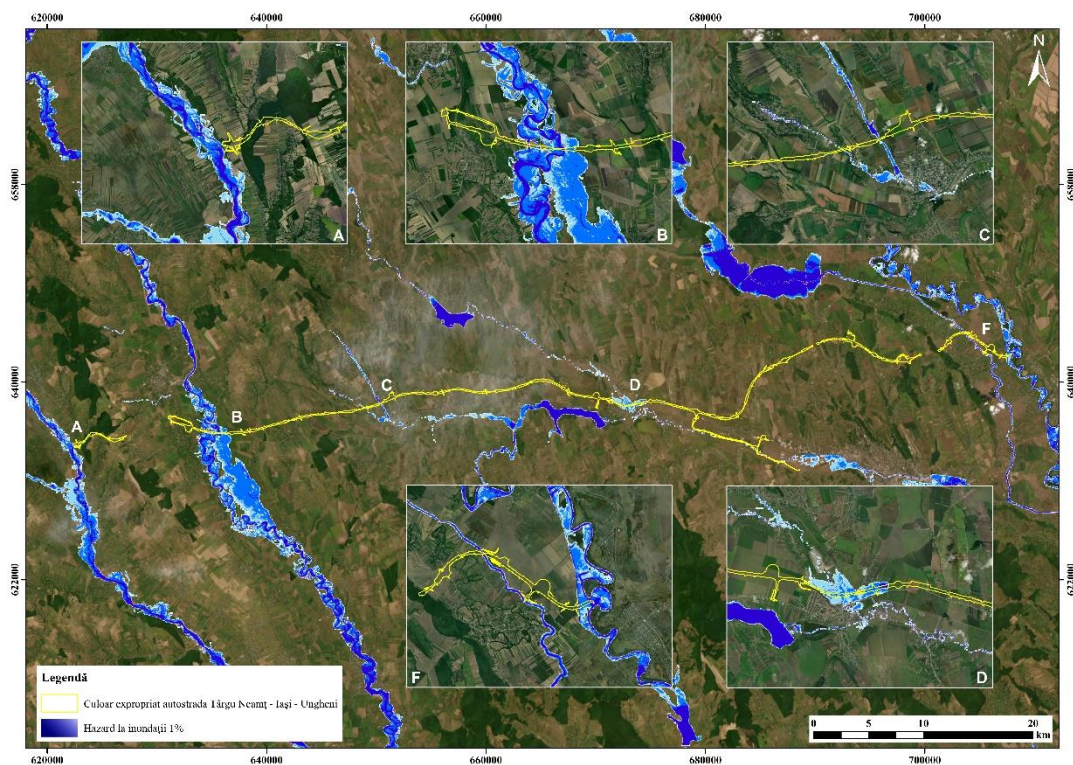 620000 640000 660000 680000 700000
N
A
B
C
658000
658000
640000
640000
622000
622000
A
B
C
D
F
F
D
Legendă
Culoar expropriat autostrada Târgu Neamț - Iași - Ungheni
Hazard la inundații 1%
0 5 10 20
km
620000 640000 660000 680000 700000